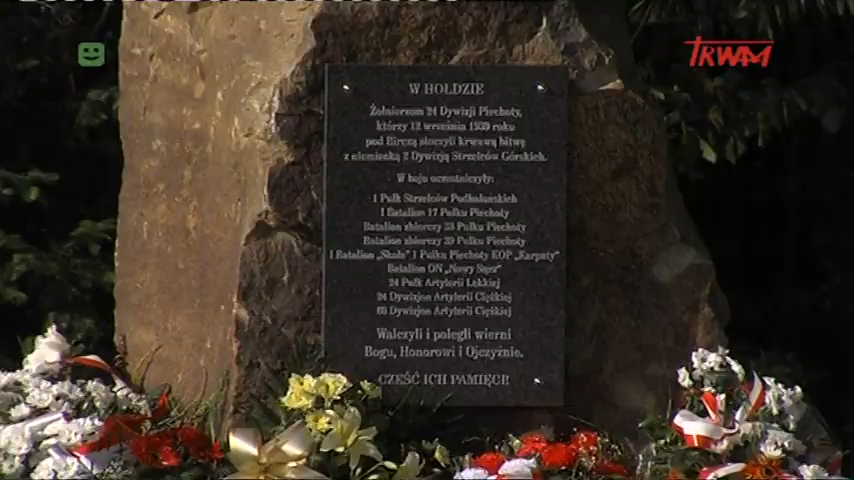 TRWAM
W HOŁDZIE
Żołnierzom 24 Dywizji Piechoty,
którzy 12 września 1939 roku
pod Birczą stoczyli krwawą bitwę
z niemiecką 2 Dywizją Strzelców Górskich.
W boju uczestniczyły:
1 Pułk Strzelców Podhalańskich
I Batalion 17 Pułku Piechoty
Batalion zbiorczy 38 Pułku Piechoty
Batalion zbiorczy 39 Pułku Piechoty
I Batalion „Skole" 1 Pułku Piechoty KOP „Karpaty"
Batalion ON „Nowy Sącz"
24 Pułk Artylerii Lekkiej
24 Dywizjon Artylerii Ciężkiej
60 Dywizjon Artylerii Ciężkiej
Walczyli i polegli wierni
Bogu, Honorowi i Ojczyźnie.
CZEŚĆ ICH PAMIĘCI!